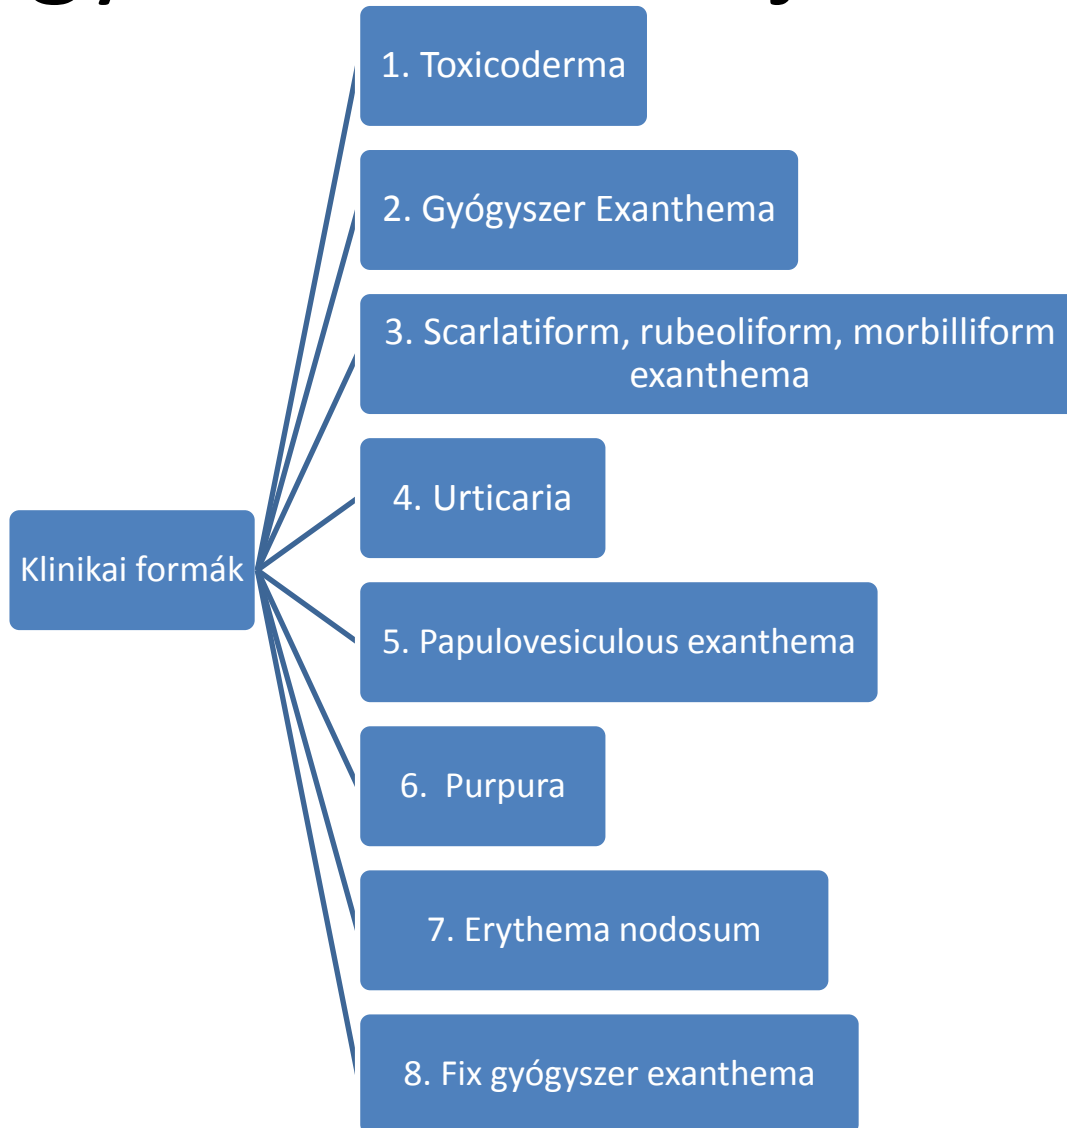 1. Toxicoderma
2. Gyógyszer Exanthema
3. Scarlatiform, rubeoliform, morbilliform
exanthema
4. Urticaria
Klinikai formák
5. Papulovesiculous exanthema
6. Purpura
7. Erythema nodosum
8. Fix gyógyszer exanthema